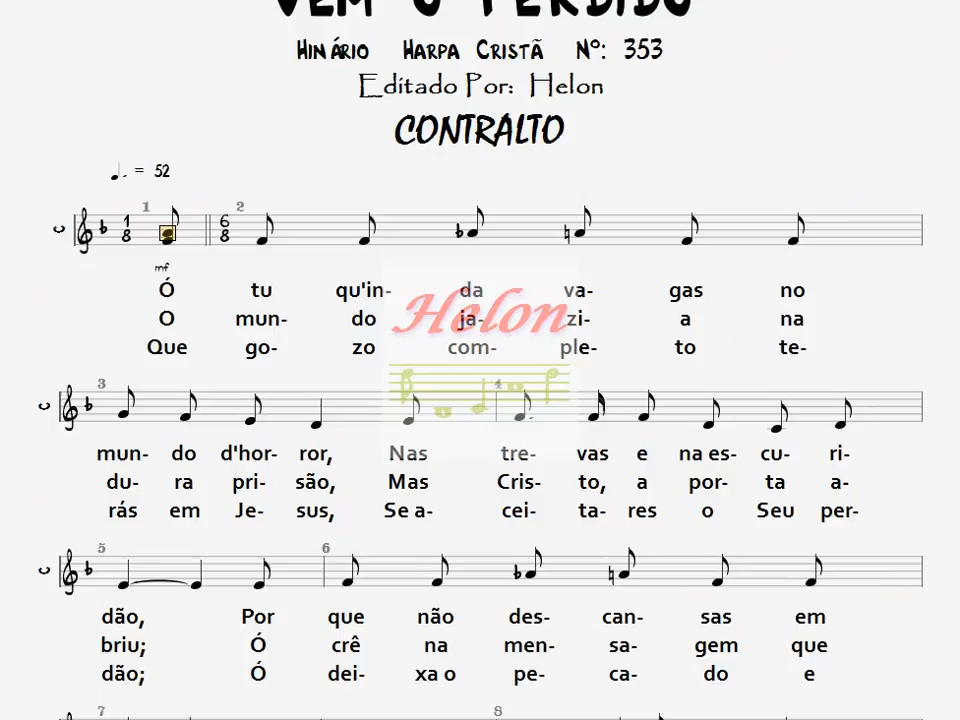 VEM Ó PERDIDO
Hinário Harpa Cristã Nº: 353
Editado Por: Helon
CONTRALTO
= 52
1 2
C
1 8 6 8
mf
Ó tu qu'in- da va- gas no
O mun- do ja- zi- a na
Que go- zo com- ple- to te-
Helon
3 4
C
mun- do d'hor- ror, Nas tre- vas e na es- cu- ri-
du- ra pri- são, Mas Cris- to, a por- ta a-
rás em Je- sus, Se a- cei- ta- res o Seu per-
5 6
C
dão, Por que não des- can- sas em
briu; Ó crê na men- sa- gem que
dão; Ó dei- xa o pe- ca- do e
7 8